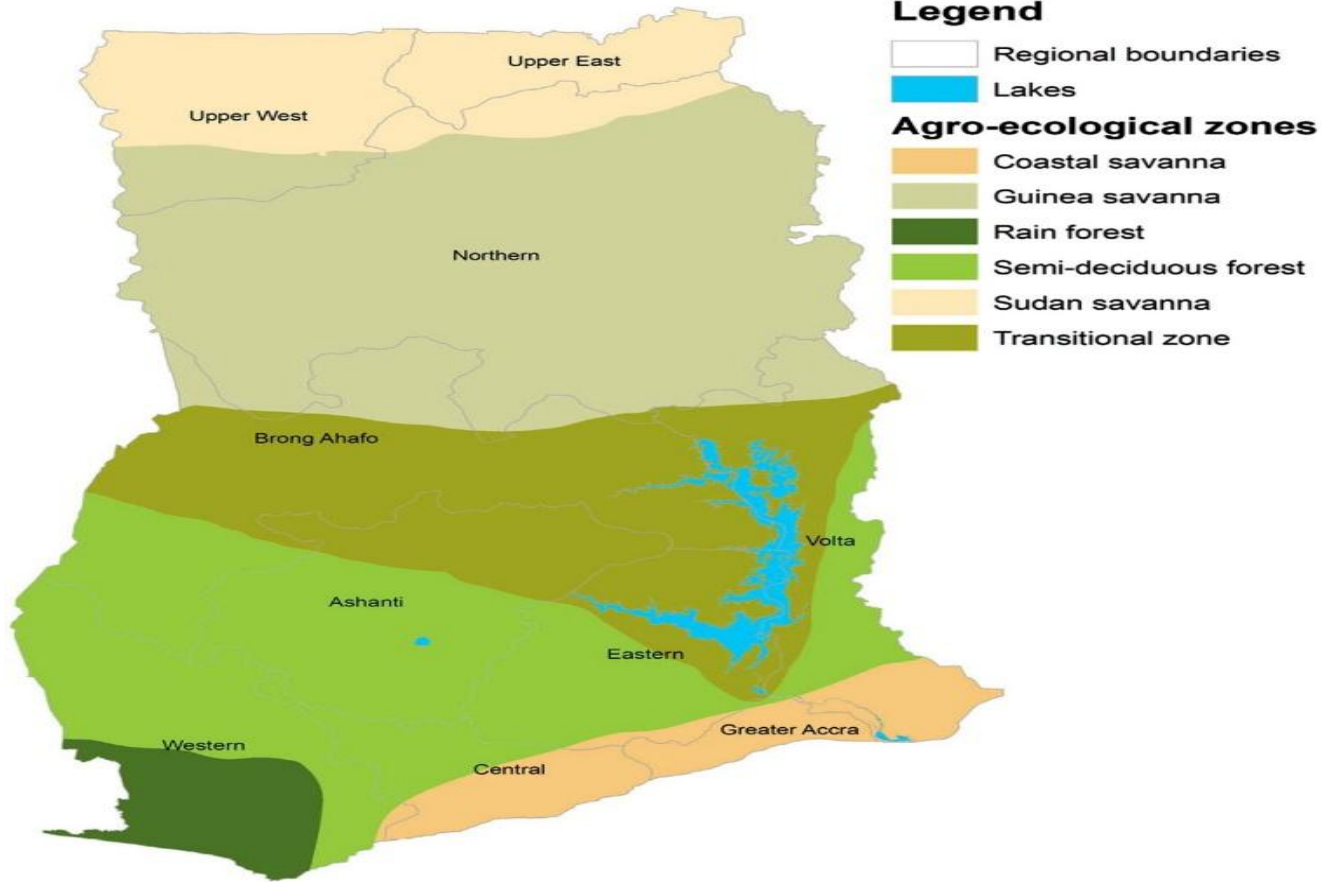 Legend
Regional boundaries
Lakes
Agro-ecological zones
Coastal savanna
Guinea savanna
Rain forest
Semi-deciduous forest
Sudan savanna
Transitional zone
Upper East
Upper West
Northern
Brong Ahafo
Volta
Ashanti
Eastern
Greater Accra
Western
Central